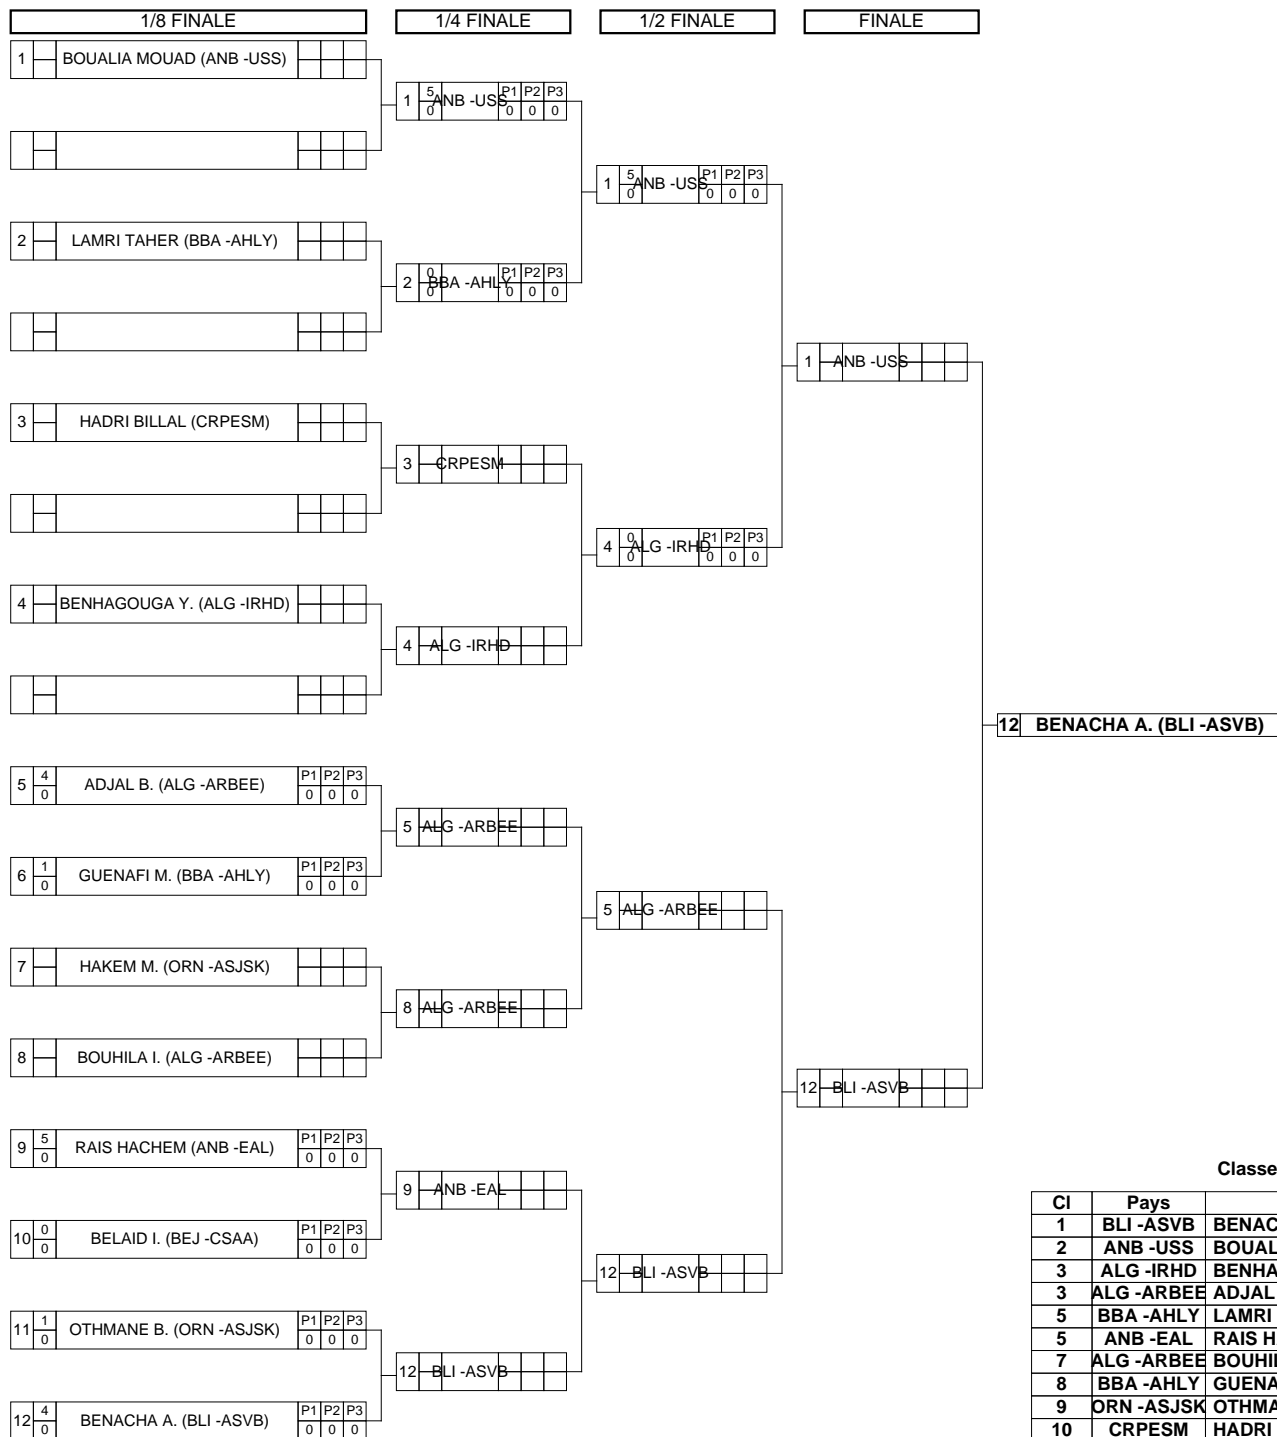 1/8 FINALE 1/4 FINALE 1/2 FINALE FINALE
1 BOUALIA MOUAD (ANB -USS)
1 5 0 ANB -USS P1 P2 P3 0 0 0
1 5 0 ANB -USS P1 P2 P3 0 0 0
2 LAMRI TAHER (BBA -AHLY)
2 0 0 BBA -AHLY P1 P2 P3 0 0 0
1 ANB -USS
3 HADRI BILLAL (CRPESM)
3 CRPESM
4 0 0 ALG -IRHD P1 P2 P3 0 0 0
4 BENHAGOUGA Y. (ALG -IRHD)
4 ALG -IRHD
12 BENACHA A. (BLI -ASVB)
5 4 0 ADJAL B. (ALG -ARBEE) P1 P2 P3 0 0 0
5 ALG -ARBEE
6 1 0 GUENAFI M. (BBA -AHLY) P1 P2 P3 0 0 0
5 ALG -ARBEE
7 HAKEM M. (ORN -ASJSK)
8 ALG -ARBEE
8 BOUHILA I. (ALG -ARBEE)
12 BLI -ASVB
9 5 0 RAIS HACHEM (ANB -EAL) P1 P2 P3 0 0 0
9 ANB -EAL
10 0 0 BELAID I. (BEJ -CSAA) P1 P2 P3 0 0 0
12 BLI -ASVB
11 1 0 OTHMANE B. (ORN -ASJSK) P1 P2 P3 0 0 0
12 BLI -ASVB
12 4 0 BENACHA A. (BLI -ASVB) P1 P2 P3 0 0 0
Classe
Cl Pays
1 BLI -ASVB BENAC
2 ANB -USS BOUAL
3 ALG -IRHD BENHA
3 ALG -ARBEE ADJAL
5 BBA -AHLY LAMRI
5 ANB -EAL RAIS H
7 ALG -ARBEE BOUHI
8 BBA -AHLY GUENA
9 ORN -ASJSK OTHMA
10 CRPESM HADRI